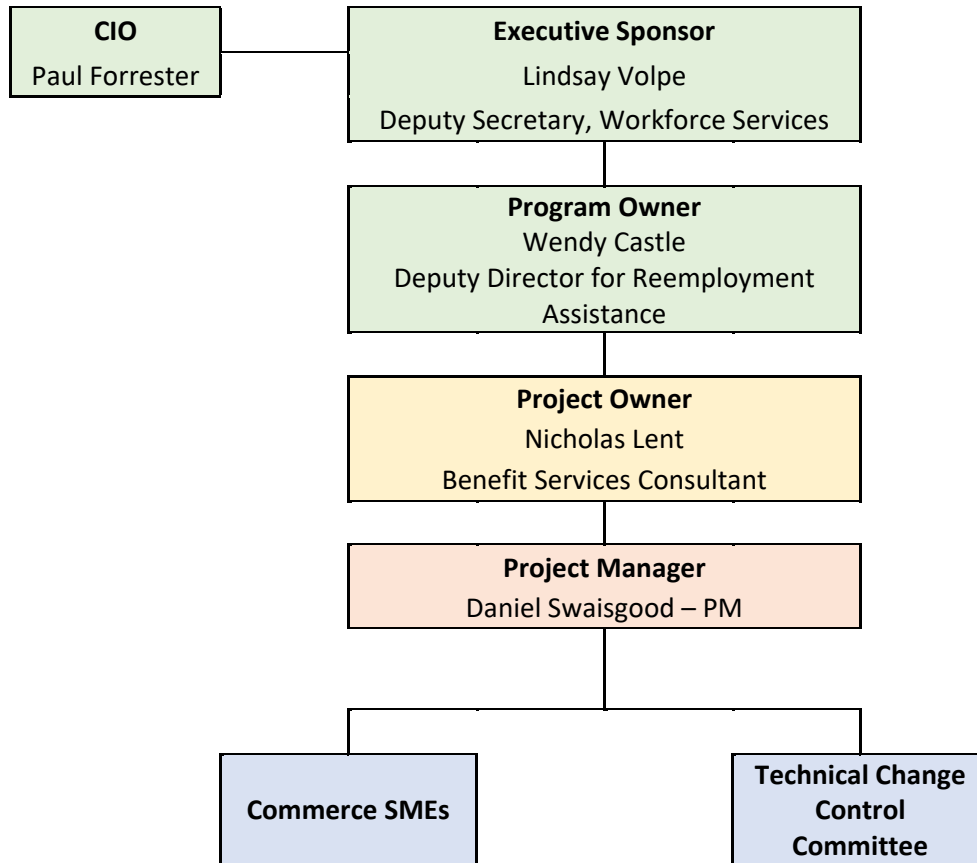 CIO
Paul Forrester
Executive Sponsor
Lindsay Volpe
Deputy Secretary, Workforce Services
Program Owner
Wendy Castle
Deputy Director for Reemployment
Assistance
Project Owner
Nicholas Lent
Benefit Services Consultant
Project Manager
Daniel Swaisgood – PM
Commerce SMEs
Technical Change
Control
Committee